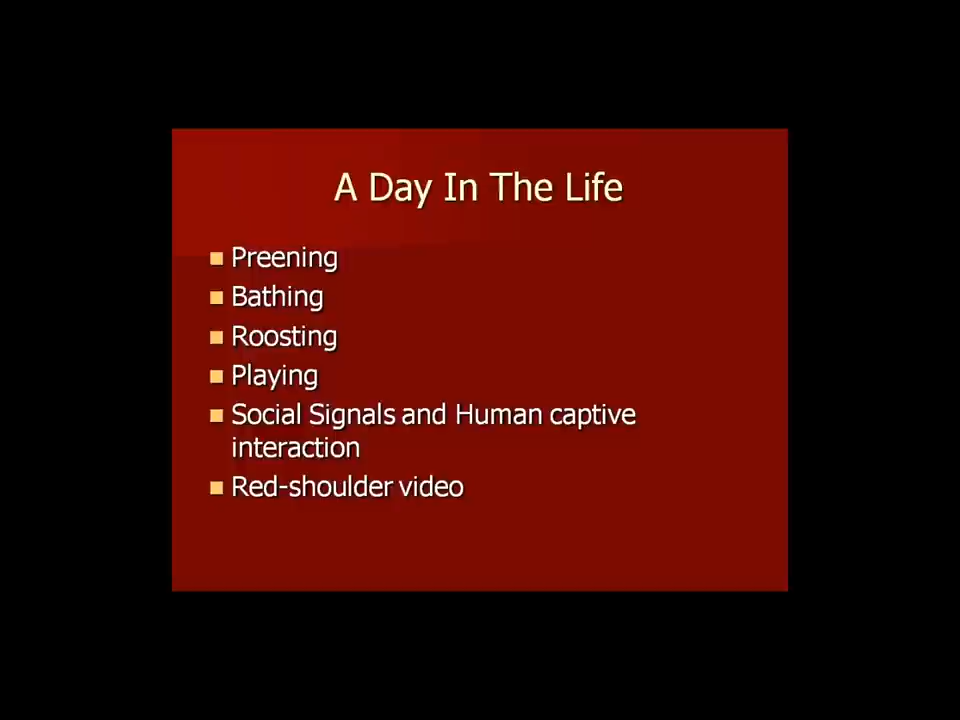 A Day In The Life
Preening
Bathing
Roosting
Playing
Social Signals and Human captive
interaction
Red-shoulder video